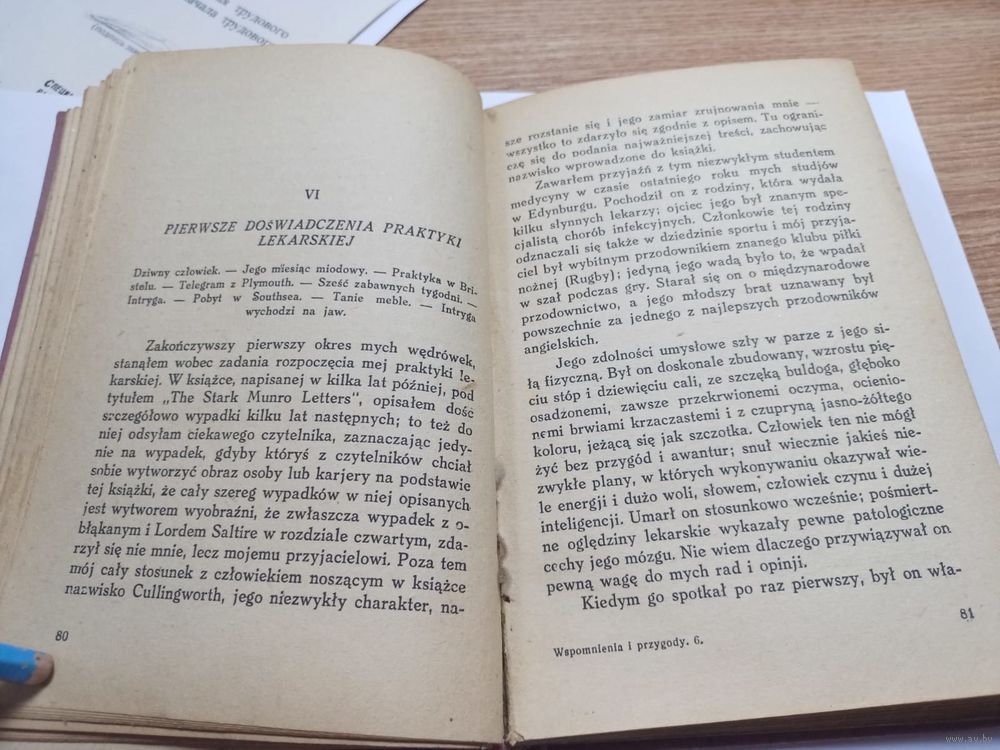 трудового
начала трудового
VI
PIERWSZE DOŚWIADCZENIA PRAKTYKI
LEKARSKIEJ
Dziwny człowiek. — Jego miesiąc miodowy. — Praktyka w Bri-
stolu. — Telegram z Plymouth. — Sześć zabawnych tygodni. —
Intryga. — Pobyt w Southsea. — Tanie meble. — Intryga
wychodzi na jaw.
Zakończywszy pierwszy okres mych wędrówek,
stanąłem wobec zadania rozpoczęcia mej praktyki le-
karskiej. W książce, napisanej w kilka lat później, pod
tytułem „The Stark Munro Letters", opisałem dość
szczegółowo wypadki kilku lat następnych; to też do
niej odsyłam ciekawego czytelnika, zaznaczając jedy-
nie na wypadek, gdyby któryś z czytelników chciał
sobie wytworzyć obraz osoby lub karjery na podstawie
tej książki, że cały szereg wypadków w niej opisanych
jest wytworem wyobraźni, że zwłaszcza wypadek z o-
błąkanym i Lordem Saltire w rozdziale czwartym, zda-
rzył się nie mnie, lecz mojemu przyjacielowi. Poza tem
mój cały stosunek z człowiekiem noszącym w książce
nazwisko Cullingworth, jego niezwykły charakter, na-
80
sze rozstanie się i jego zamiar zrujnowania mnie —
wszystko to zdarzyło się zgodnie z opisem. Tu ograni-
czę się do podania najważniejszej treści, zachowując
nazwisko wprowadzone do książki.
Zawarłem przyjaźń z tym niezwykłym studentem
medycyny w czasie ostatniego roku mych studjów
w Edynburgu. Pochodził on z rodziny, która wydała
kilku słynnych lekarzy; ojciec jego był znanym spe-
cjalistą chorób infekcyjnych. Członkowie tej rodziny
odznaczali się także w dziedzinie sportu i mój przyja-
ciel był wybitnym przodownikiem znanego klubu piłki
nożnej (Rugby); jedyną jego wadą było to, że wpadał
w szał podczas gry. Starał się on o międzynarodowe
przodownictwo, a jego młodszy brat uznawany był
powszechnie za jednego z najlepszych przodowników
angielskich.
Jego zdolności umysłowe szły w parze z jego si-
łą fizyczną. Był on doskonale zbudowany, wzrostu pię-
ciu stóp i dziewięciu cali, ze szczęką buldoga, głęboko
osadzonemi, zawsze przekrwionemi oczyma, ocienio-
nemi brwiami krzaczastemi i z czupryną jasno-żółtego
koloru, jeżącą się jak szczotka. Człowiek ten nie mógł
żyć bez przygód i awantur; snuł wiecznie jakieś nie-
zwykłe plany, w których wykonywaniu okazywał wie-
le energji i dużo woli, słowem, człowiek czynu i dużej
inteligencji. Umarł on stosunkowo wcześnie; pośmiert-
ne oględziny lekarskie wykazały pewne patologiczne
cechy jego mózgu. Nie wiem dlaczego przywiązywał on
pewną wagę do mych rad i opinji.
Kiedym go spotkał po raz pierwszy, był on wła-
81
Wspomnienia i przygody. 6.
www.ay.by